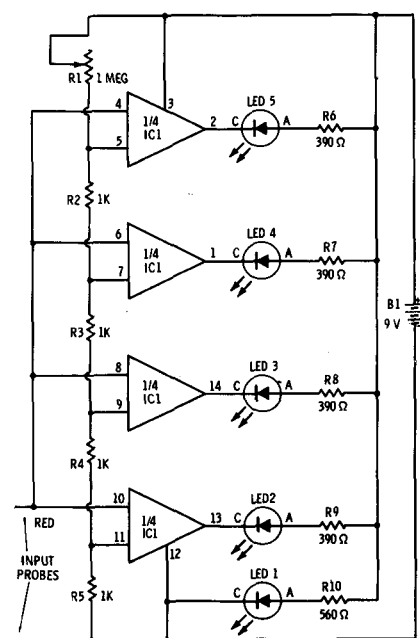 R1
1 MEG
4
3
5
1/4
IC1
2
C
LED 5
A
R6
390 Ω
R2
1K
6
7
1/4
IC1
1
C
LED 4
A
R7
390 Ω
B1
9 V
R3
1K
8
9
1/4
IC1
14
C
LED 3
A
R8
390 Ω
R4
1K
10
RED
11
1/4
IC1
13
12
C
LED2
A
R9
390 Ω
INPUT
PROBES
R5
1K
C
LED 1
A
R10
560 Ω